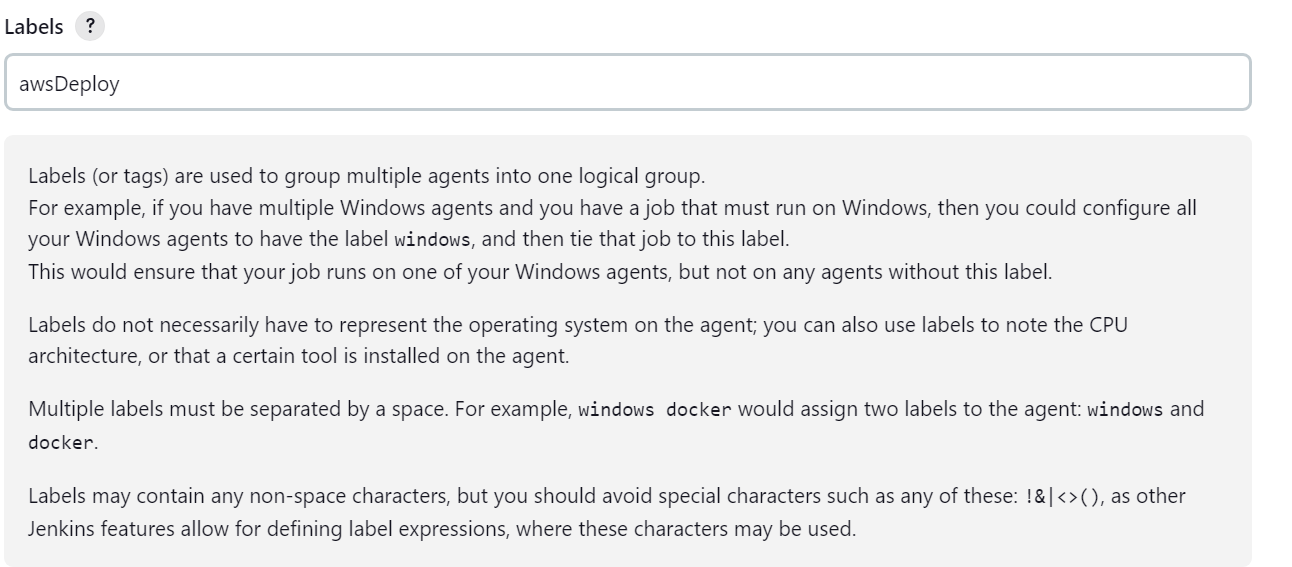 Labels ?
awsDeploy
Labels (or tags) are used to group multiple agents into one logical group.
For example, if you have multiple Windows agents and you have a job that must run on Windows, then you could configure all
your Windows agents to have the label windows, and then tie that job to this label.
This would ensure that your job runs on one of your Windows agents, but not on any agents without this label.
Labels do not necessarily have to represent the operating system on the agent; you can also use labels to note the CPU
architecture, or that a certain tool is installed on the agent.
Multiple labels must be separated by a space. For example, windows docker would assign two labels to the agent: windows and
docker.
Labels may contain any non-space characters, but you should avoid special characters such as any of these: !&|<>(), as other
Jenkins features allow for defining label expressions, where these characters may be used.